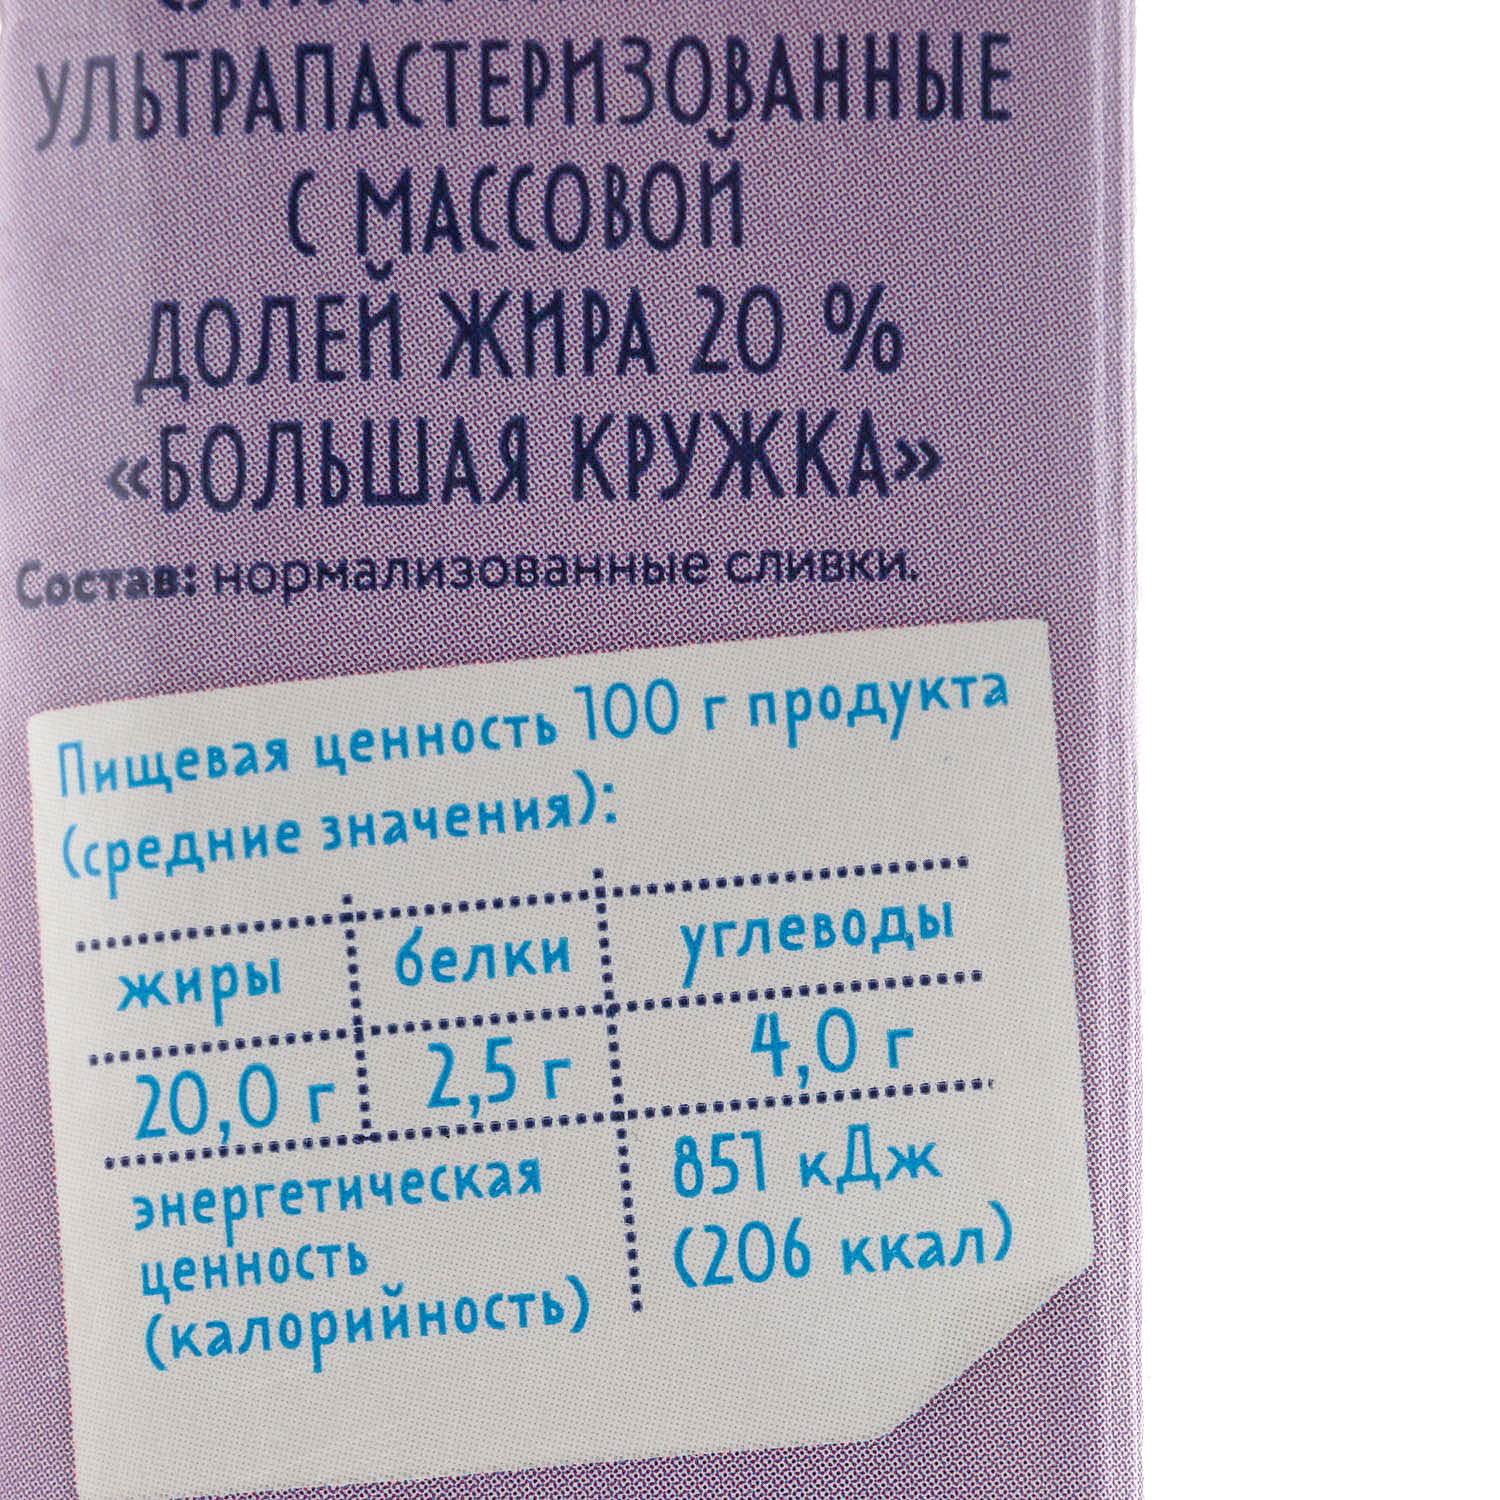 УЛЬТРАПАСТЕРИЗОВАННЫЕ
С МАССОВОЙ
ДОЛЕЙ ЖИРА 20 %
«БОЛЬШАЯ КРУЖКА»
Состав: нормализованные сливки.
Пищевая ценность 100 г продукта
(средние значения):
жиры белки углеводы
20,0 г 2,5 г 4,0 г
энергетическая
ценность
(калорийность)
851 кДж
(206 ккал)